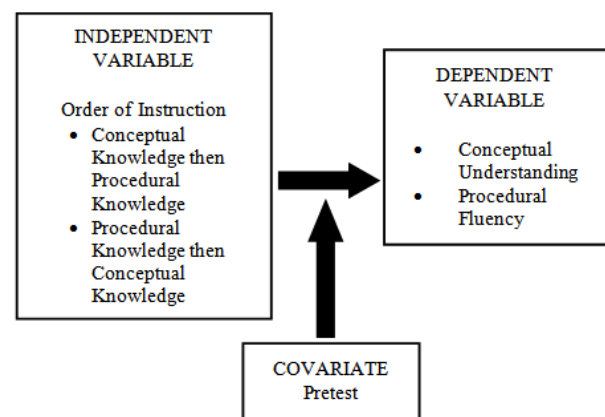 INDEPENDENT
VARIABLE
Order of Instruction
• Conceptual
Knowledge then
Procedural
Knowledge
• Procedural
Knowledge then
Conceptual
Knowledge
DEPENDENT
VARIABLE
• Conceptual
Understanding
• Procedural
Fluency
COVARIATE
Pretest